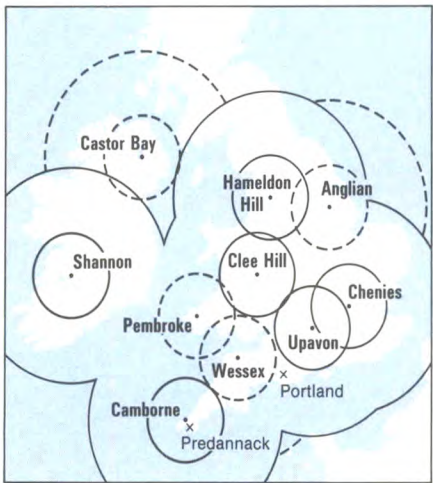 Castor Bay
Hameldon
Hill
Anglian
Shannon
Clee Hill
Chenies
Pembroke
Upavon
Wessex
Portland
Camborne
Predannack